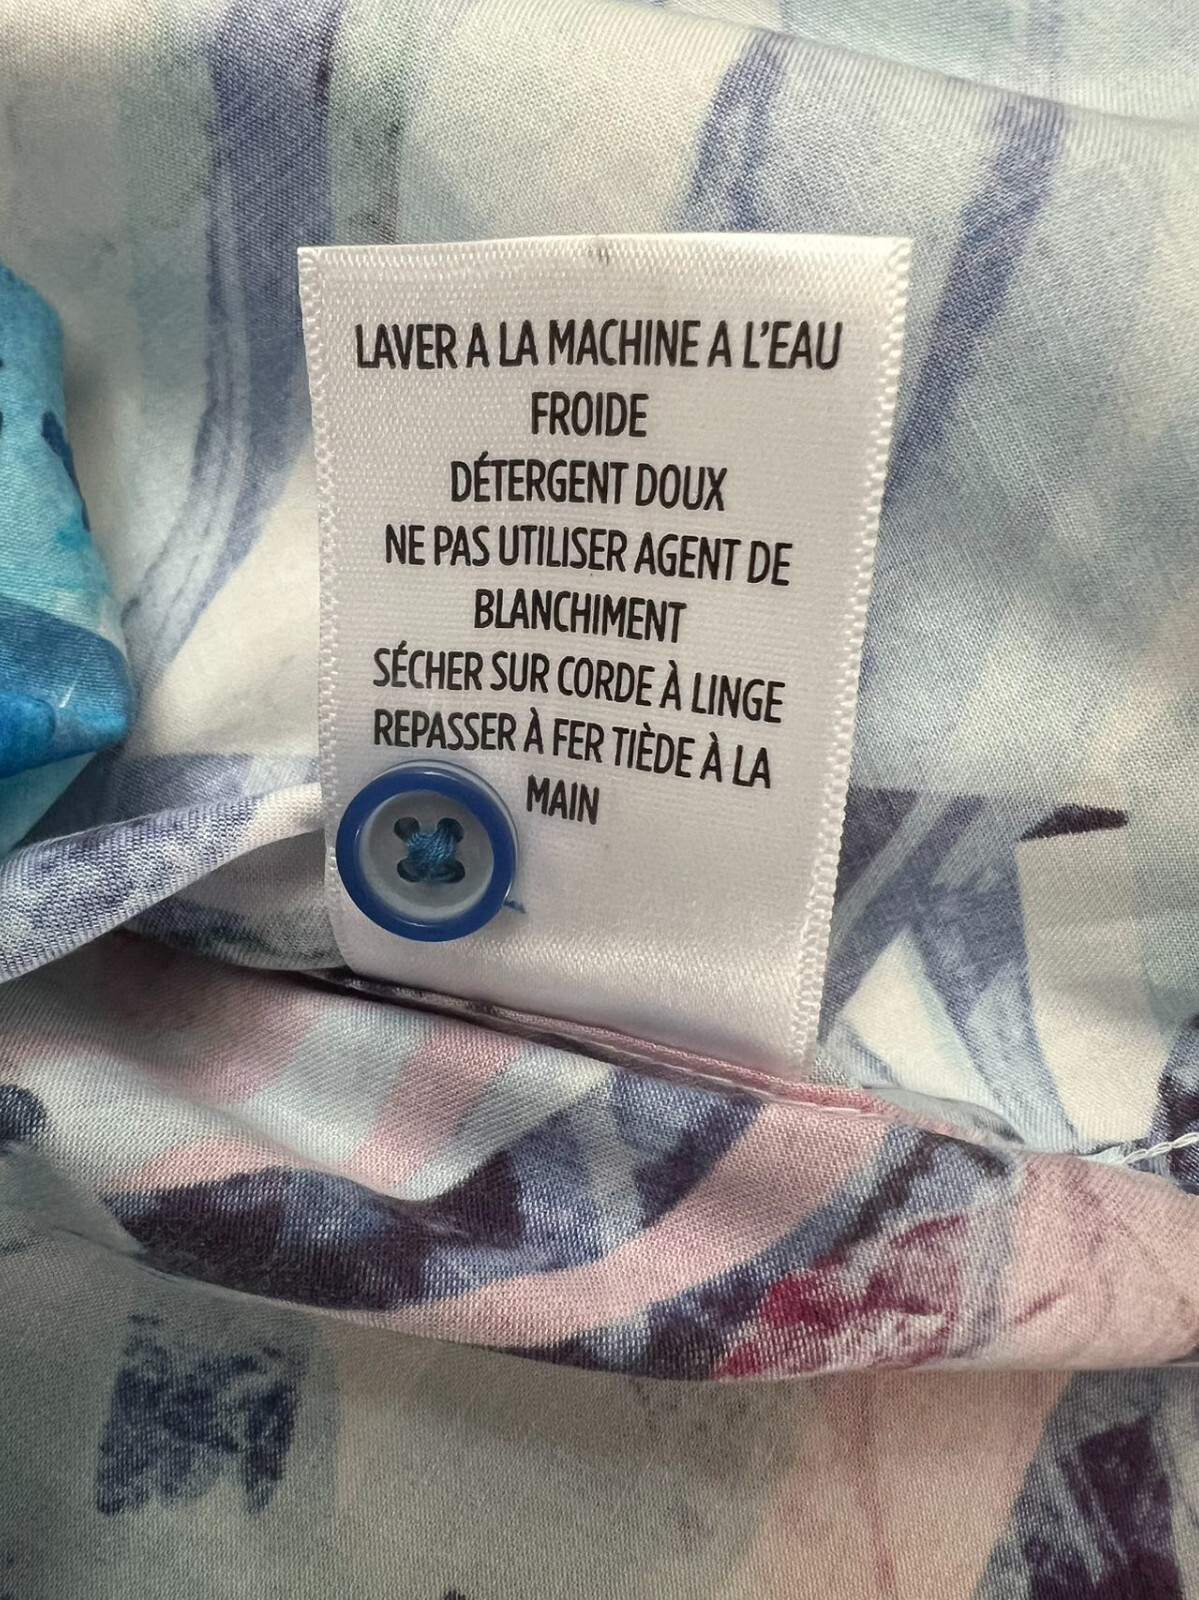 LAVER A LA MACHINE A L'EAU
FROIDE
DÉTERGENT DOUX
NE PAS UTILISER AGENT DE
BLANCHIMENT
SÉCHER SUR CORDE À LINGE
REPASSER À FER TIÈDE À LA
MAIN